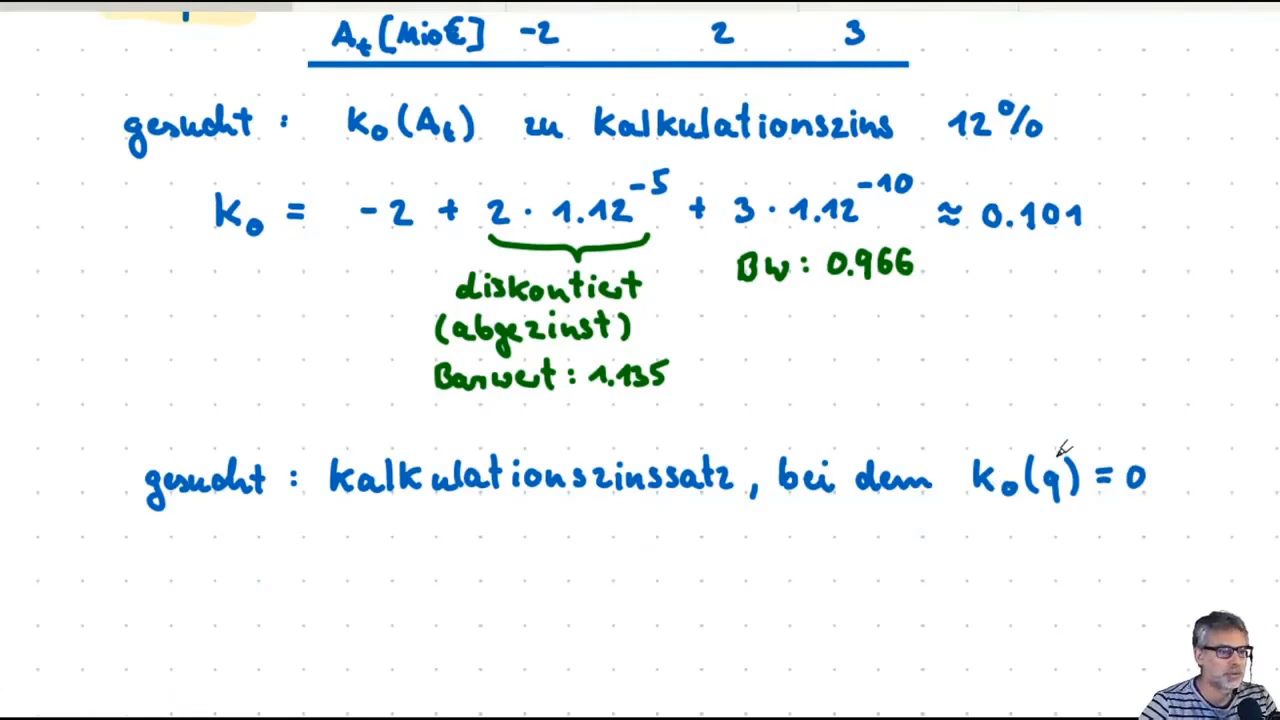 At [Mio€] -2 2 3
gesucht : K₀(At) zu Kalkulationszins 12%
K₀ = -2 + 2 · 1.12⁻⁵ + 3 · 1.12⁻¹⁰ ≈ 0.101
diskontiert
(abgezinst)
Barwert : 1.135
BW : 0.966
gesucht : Kalkulationszinssatz, bei dem K₀(q) = 0